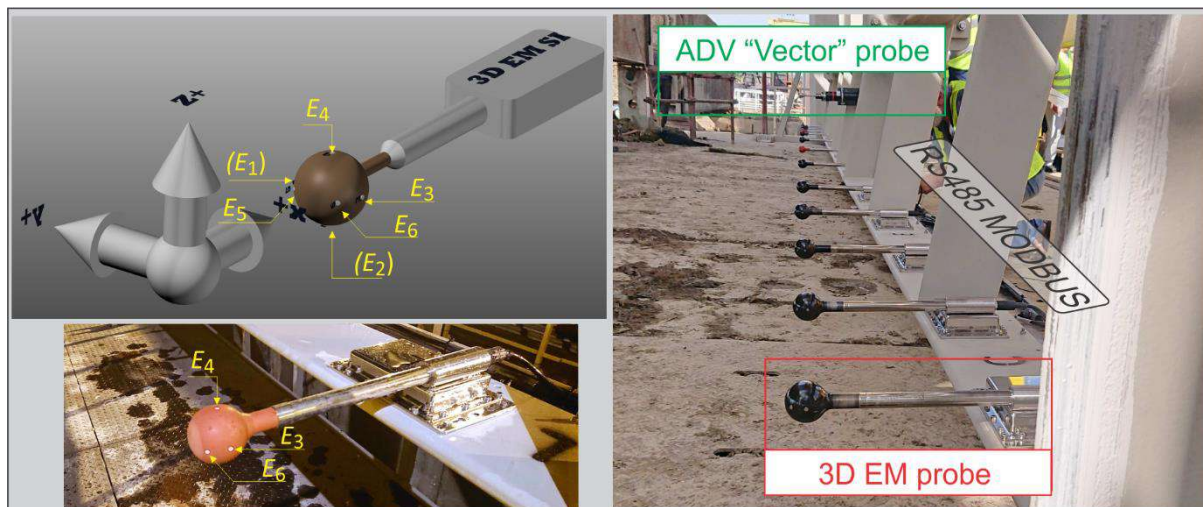 3D EM SI
Z+
E4
(E1)
E3
Y+
E5
+X
E6
(E2)
E4
E3
E6
ADV “Vector” probe
RS485 MODBUS
3D EM probe